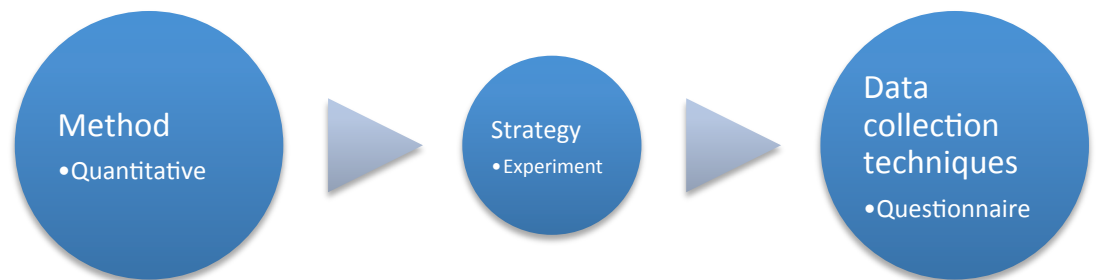 Method
•Quantitative
Strategy
•Experiment
Data
collection
techniques
•Questionnaire